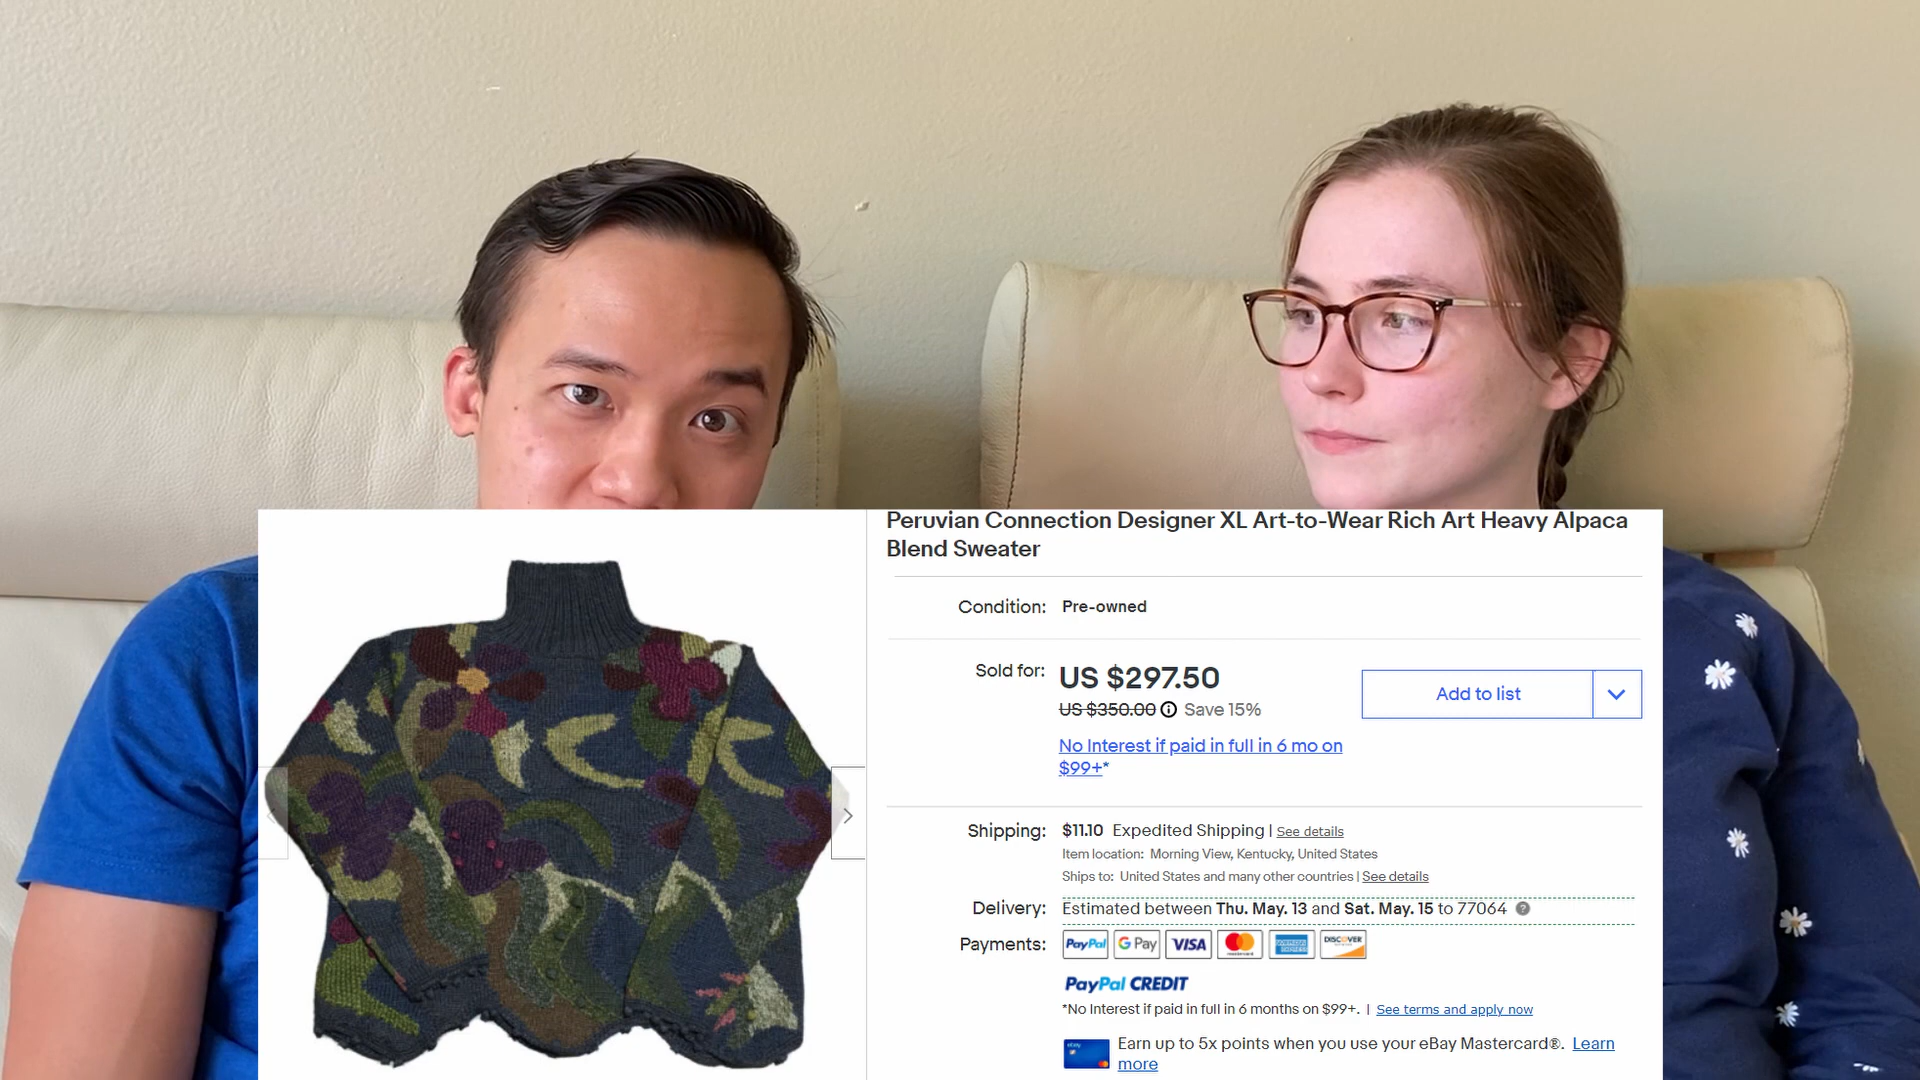 Peruvian Connection Designer XL Art-to-Wear Rich Art Heavy Alpaca
Blend Sweater
Condition: Pre-owned
Sold for: US $297.50
US $350.00 Save 15%
Add to list
No Interest if paid in full in 6 mo on
$99+*
Shipping: $11.10 Expedited Shipping | See details
Item location: Morning View, Kentucky, United States
Ships to: United States and many other countries | See details
Delivery: Estimated between Thu. May. 13 and Sat. May. 15 to 77064 ?
Payments: PayPal G Pay VISA mastercard AMERICAN EXPRESS DISCOVER
PayPal CREDIT
*No Interest if paid in full in 6 months on $99+. | See terms and apply now
ebay Earn up to 5x points when you use your eBay Mastercard®. Learn
more